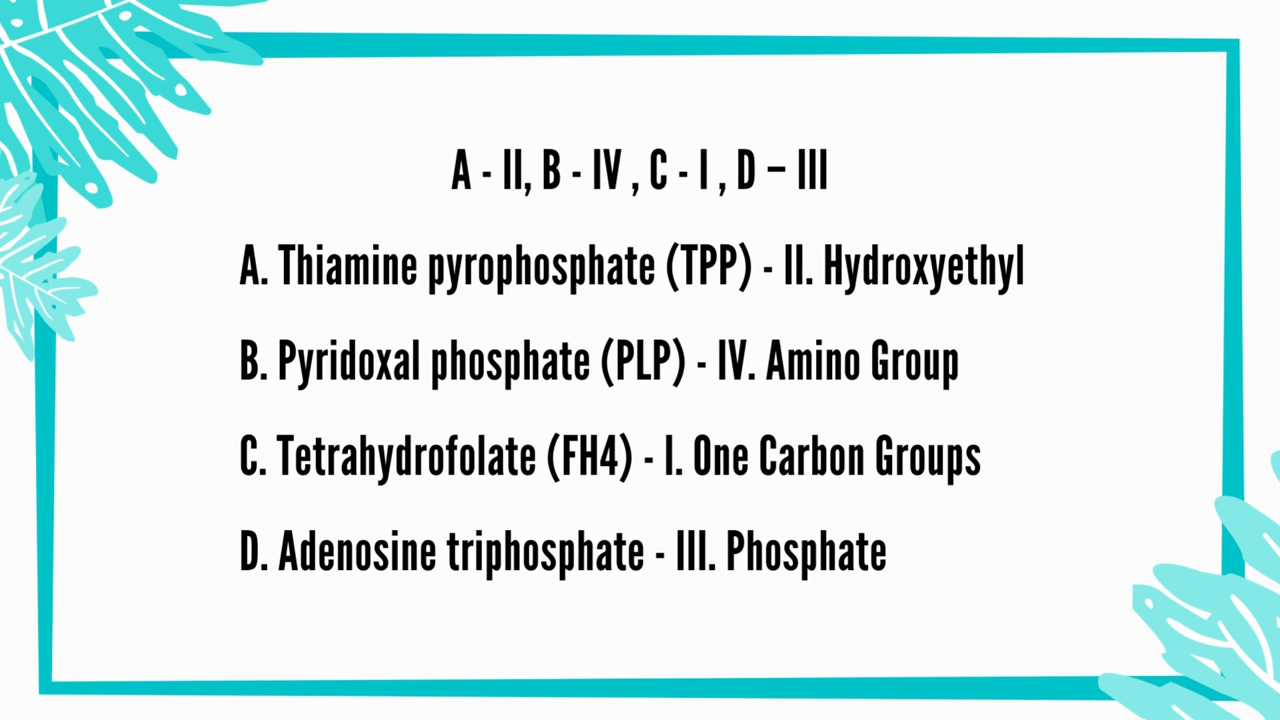 A - II, B - IV , C - I , D – III
A. Thiamine pyrophosphate (TPP) - II. Hydroxyethyl
B. Pyridoxal phosphate (PLP) - IV. Amino Group
C. Tetrahydrofolate (FH4) - I. One Carbon Groups
D. Adenosine triphosphate - III. Phosphate